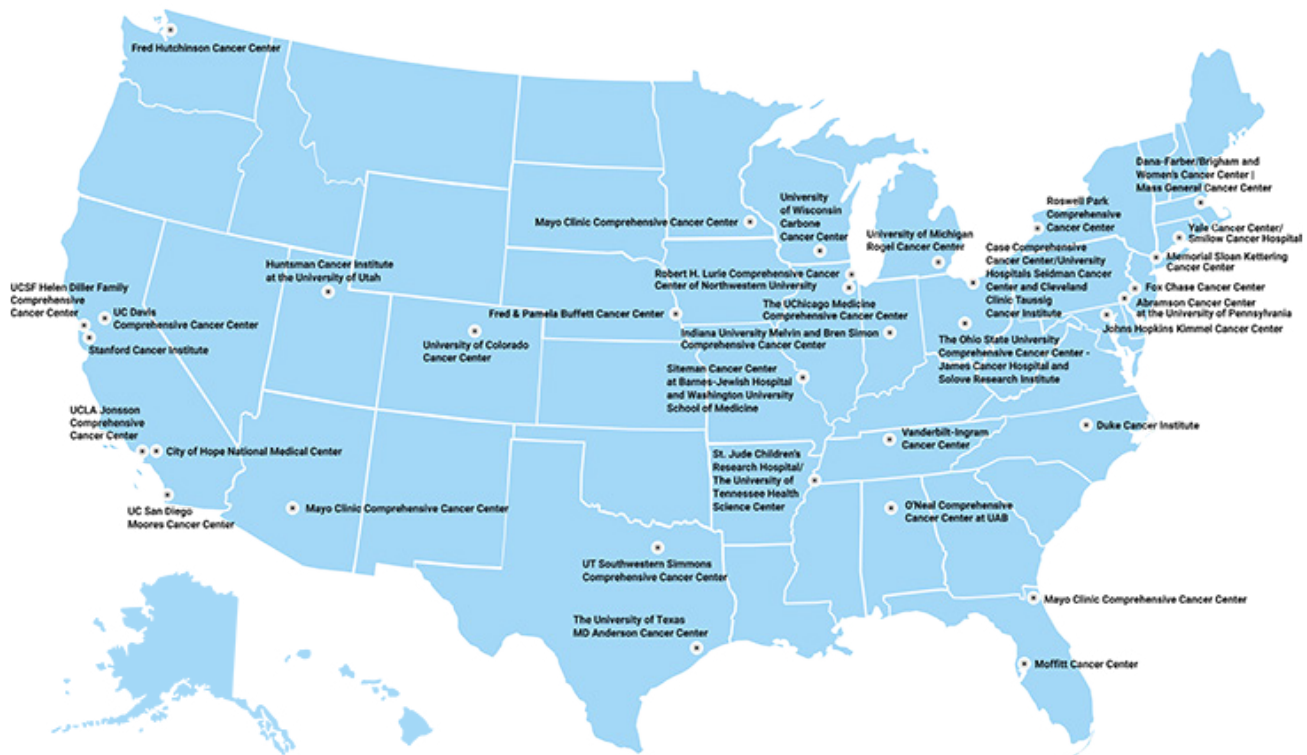 Fred Hutchinson Cancer Center
Dana-Farber/Brigham and
Women's Cancer Center |
Mass General Cancer Center
University
of Wisconsin
Carbone
Cancer Center
Roswell Park
Comprehensive
Cancer Center
Mayo Clinic Comprehensive Cancer Center
University of Michigan
Rogel Cancer Center
Yale Cancer Center/
Smilow Cancer Hospital
Case Comprehensive
Cancer Center/University
Hospitals Seidman Cancer
Center and Cleveland
Clinic Taussig
Cancer Institute
Memorial Sloan Kettering
Cancer Center
Huntsman Cancer Institute
at the University of Utah
Robert H. Lurie Comprehensive Cancer
Center of Northwestern University
UCSF Helen Diller Family
Comprehensive
Cancer Center
Fox Chase Cancer Center
The UChicago Medicine
Comprehensive Cancer Center
Abramson Cancer Center
at the University of Pennsylvania
UC Davis
Comprehensive Cancer Center
Fred & Pamela Buffett Cancer Center
Johns Hopkins Kimmel Cancer Center
Indiana University Melvin and Bren Simon
Comprehensive Cancer Center
Stanford Cancer Institute
University of Colorado
Cancer Center
The Ohio State University
Comprehensive Cancer Center -
James Cancer Hospital and
Solove Research Institute
Siteman Cancer Center
at Barnes-Jewish Hospital
and Washington University
School of Medicine
UCLA Jonsson
Comprehensive
Cancer Center
Duke Cancer Institute
Vanderbilt-Ingram
Cancer Center
City of Hope National Medical Center
St. Jude Children's
Research Hospital/
The University of
Tennessee Health
Science Center
UC San Diego
Moores Cancer Center
Mayo Clinic Comprehensive Cancer Center
O'Neal Comprehensive
Cancer Center at UAB
UT Southwestern Simmons
Comprehensive Cancer Center
Mayo Clinic Comprehensive Cancer Center
The University of Texas
MD Anderson Cancer Center
Moffitt Cancer Center